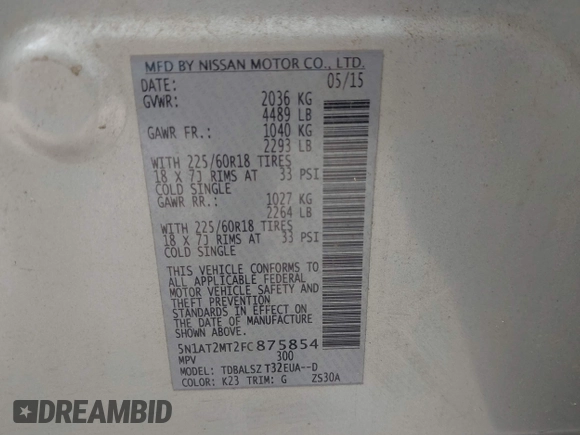 MFD BY NISSAN MOTOR CO., LTD.
DATE: 05/15
GVWR: 2036 KG
4489 LB
GAWR FR.: 1040 KG
2293 LB
WITH 225/60R18 TIRES
18 X 7J RIMS AT 33 PSI
COLD SINGLE
GAWR RR.: 1027 KG
2264 LB
WITH 225/60R18 TIRES
18 X 7J RIMS AT 33 PSI
COLD SINGLE
THIS VEHICLE CONFORMS TO
ALL APPLICABLE FEDERAL
MOTOR VEHICLE SAFETY AND
THEFT PREVENTION
STANDARDS IN EFFECT ON
THE DATE OF MANUFACTURE.
5N1AT2MT2FC875854
MPV 300
MODEL: TDBALSZ T32EUA--D
COLOR: K23 TRIM: G ZS30A
DREAMBID